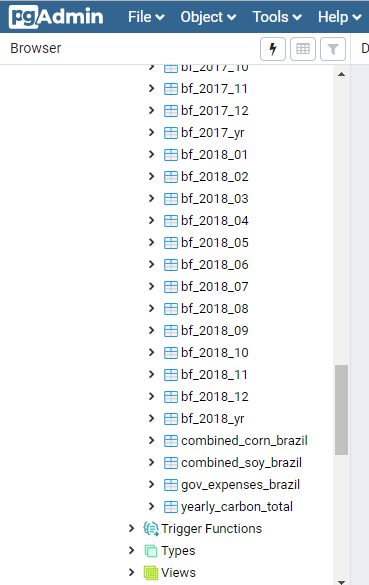 pgAdmin File Object Tools Help
Browser D
bf_2017_10
bf_2017_11
bf_2017_12
bf_2017_yr
bf_2018_01
bf_2018_02
bf_2018_03
bf_2018_04
bf_2018_05
bf_2018_06
bf_2018_07
bf_2018_08
bf_2018_09
bf_2018_10
bf_2018_11
bf_2018_12
bf_2018_yr
combined_corn_brazil
combined_soy_brazil
gov_expenses_brazil
yearly_carbon_total
Trigger Functions
Types
Views